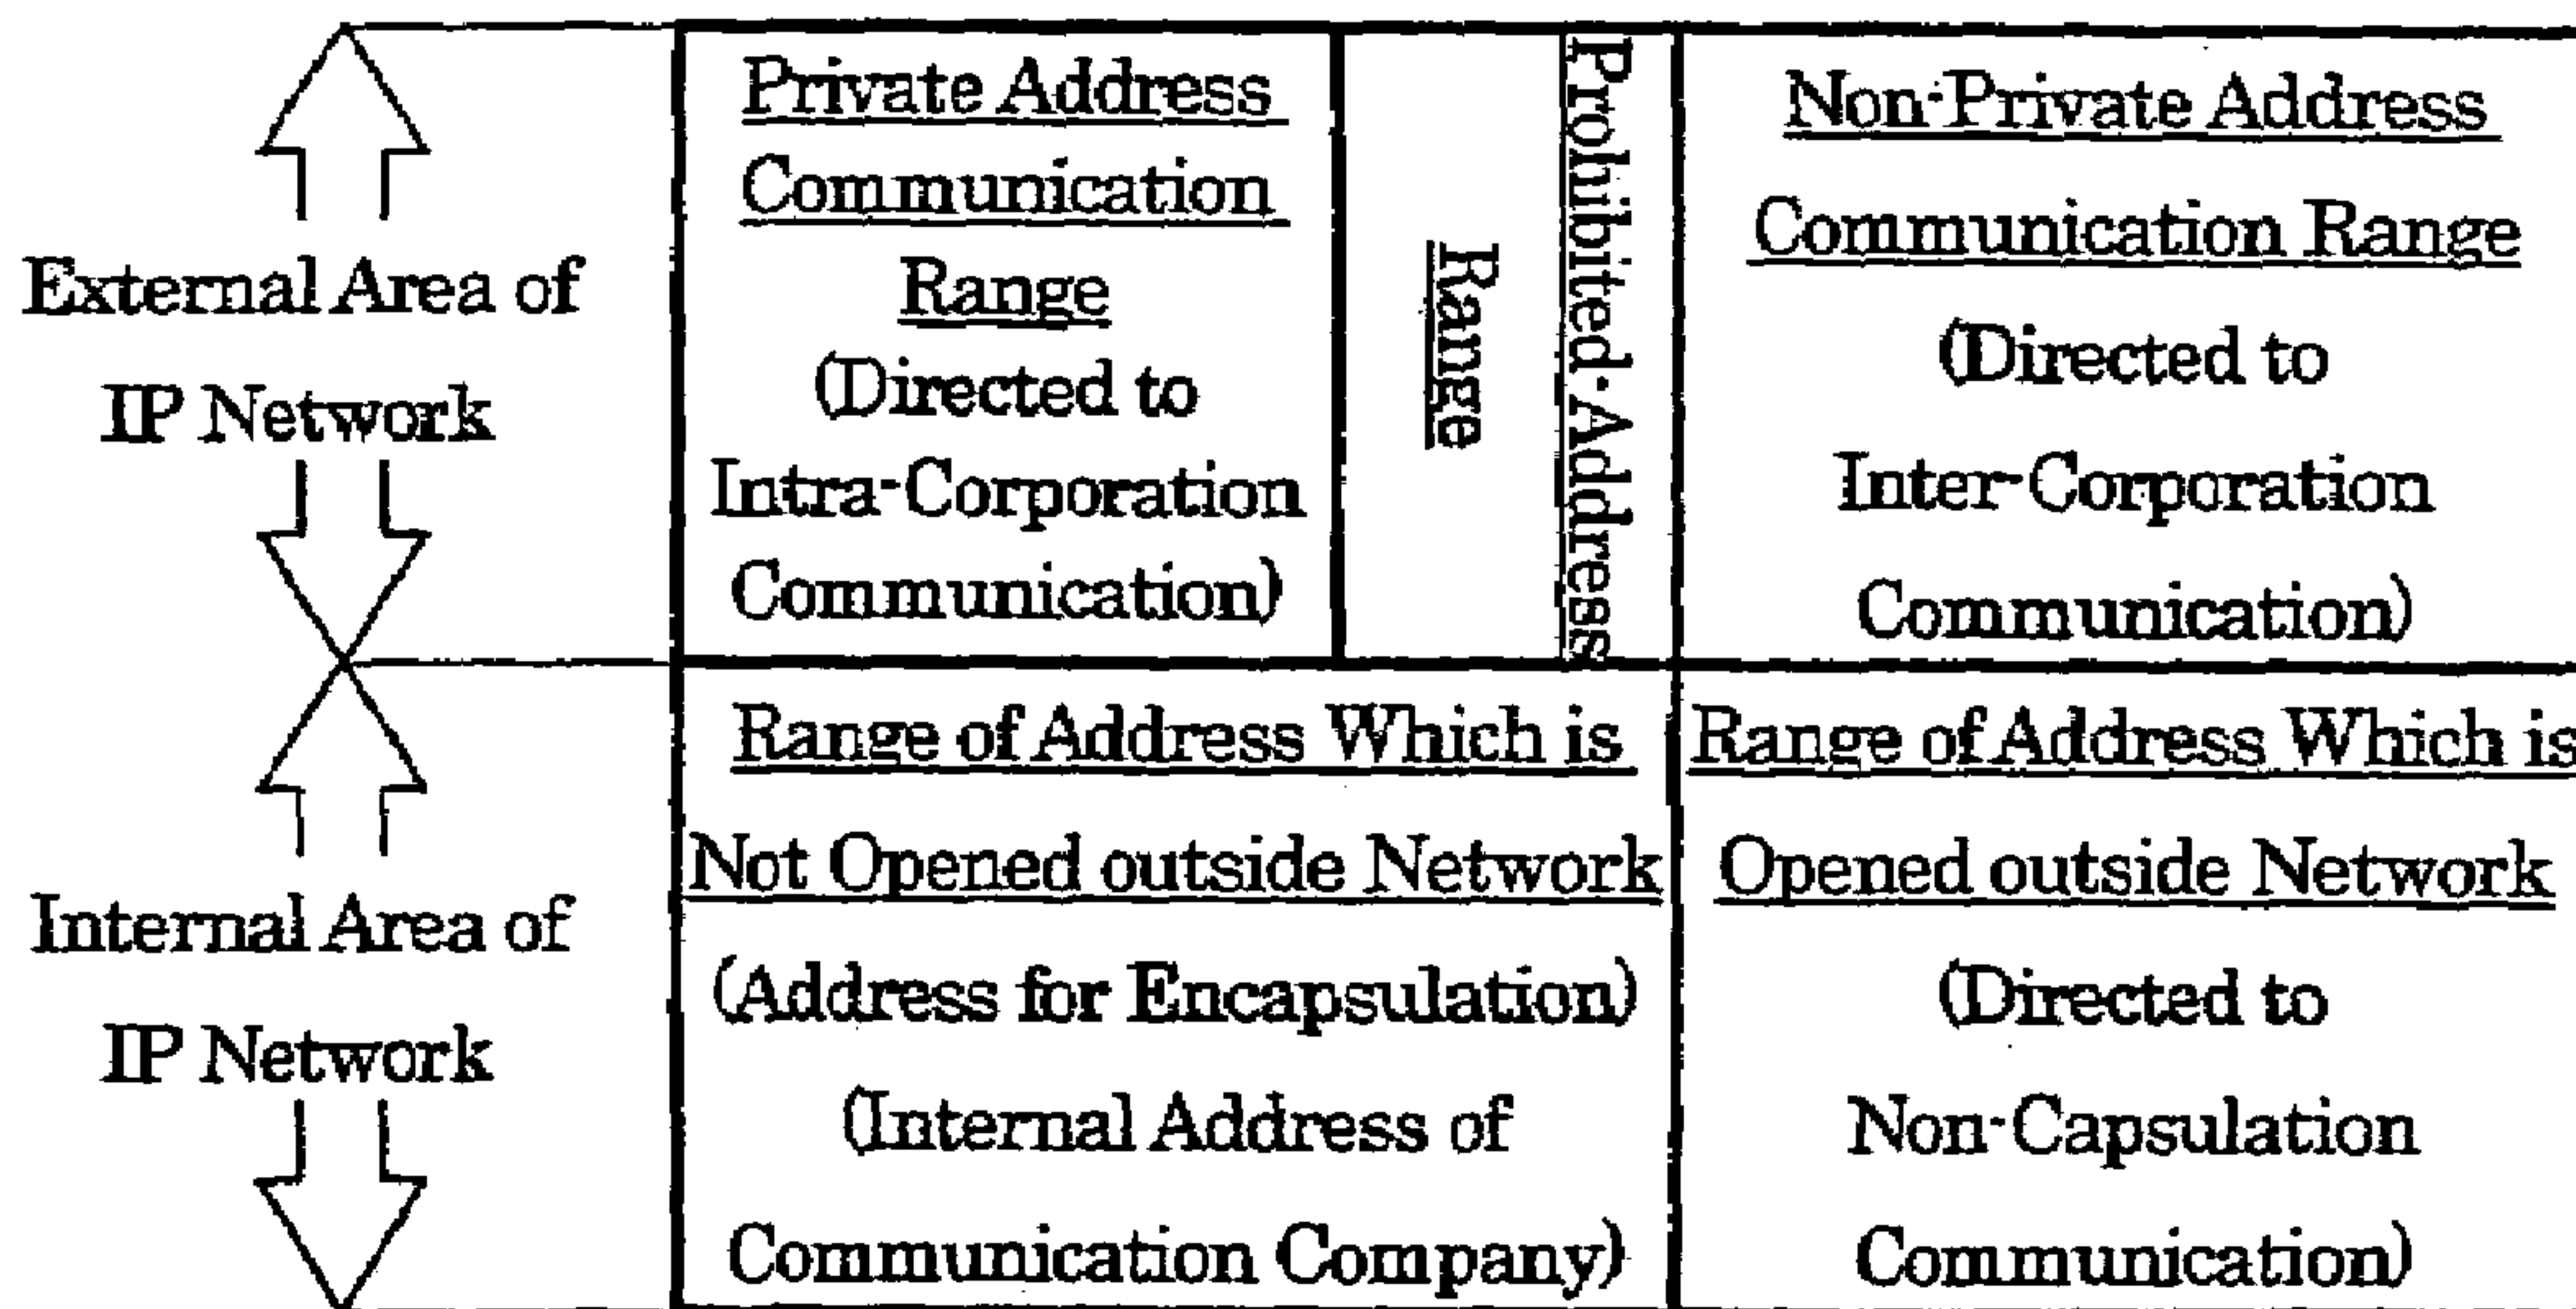 External Area of
IP Network
Private Address
Communication
Range
(Directed to
Intra-Corporation
Communication)
Prohibited-Address
Range
Non-Private Address
Communication Range
(Directed to
Inter-Corporation
Communication)
Internal Area of
IP Network
Range of Address Which is
Not Opened outside Network
(Address for Encapsulation)
(Internal Address of
Communication Company)
Range of Address Which is
Opened outside Network
(Directed to
Non-Capsulation
Communication)